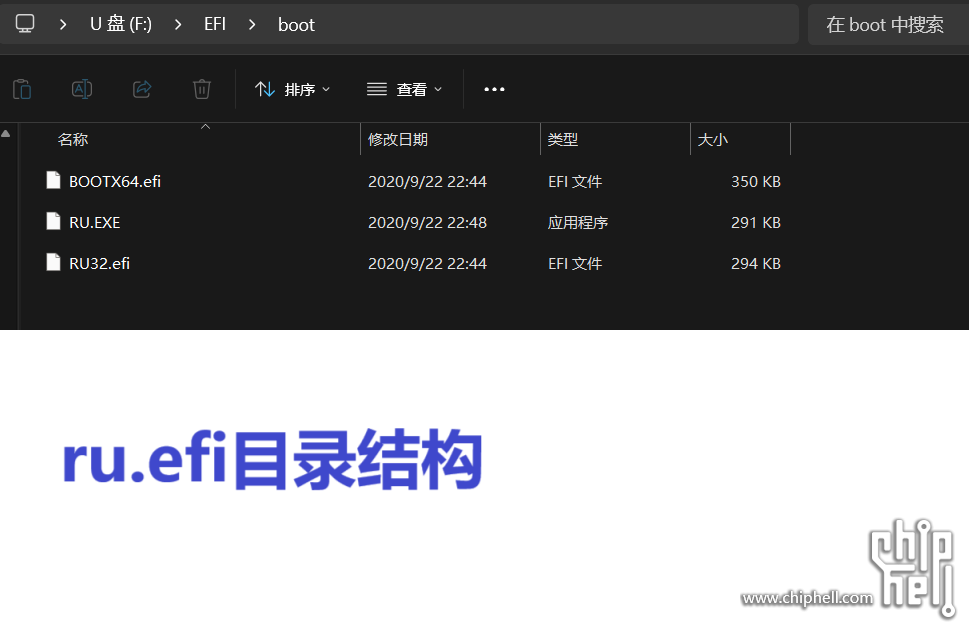 U 盘 (F:) > EFI > boot 在 boot 中搜索
排序 查看
名称 修改日期 类型 大小
BOOTX64.efi 2020/9/22 22:44 EFI 文件 350 KB
RU.EXE 2020/9/22 22:48 应用程序 291 KB
RU32.efi 2020/9/22 22:44 EFI 文件 294 KB
ru.efi目录结构
chip
hell
www.chiphell.com